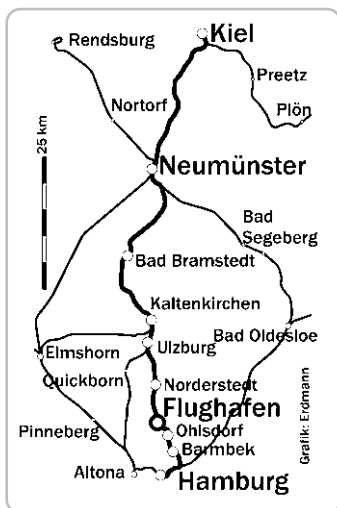 Kiel
Rendsburg
Preetz
Nortorf
Plön
25 km
Neumünster
Bad
Segeberg
Bad Bramstedt
Kaltenkirchen
Bad Oldesloe
Ulzburg
Elmshorn
Quickborn
Norderstedt
Flughafen
Pinneberg
Ohlsdorf
Barmbek
Altona
Hamburg
Grafik: Erdmann